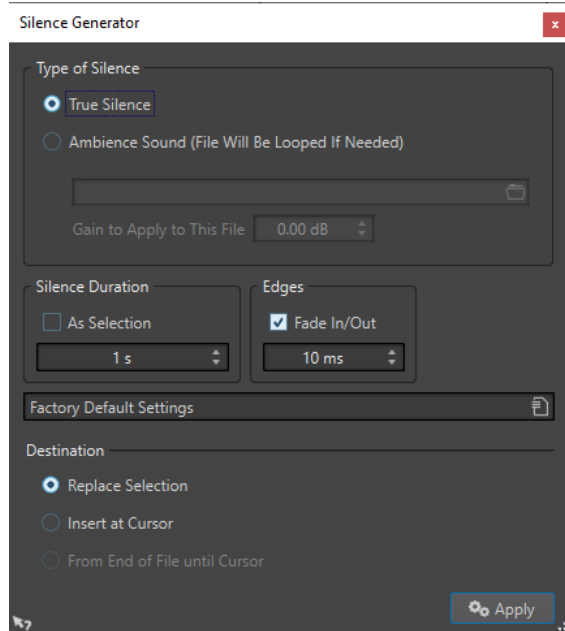 Silence Generator
x
Type of Silence
True Silence
Ambience Sound (File Will Be Looped If Needed)
Gain to Apply to This File 0.00 dB
Silence Duration
As Selection
1 s
Edges
Fade In/Out
10 ms
Factory Default Settings
Destination
Replace Selection
Insert at Cursor
From End of File until Cursor
Apply
?